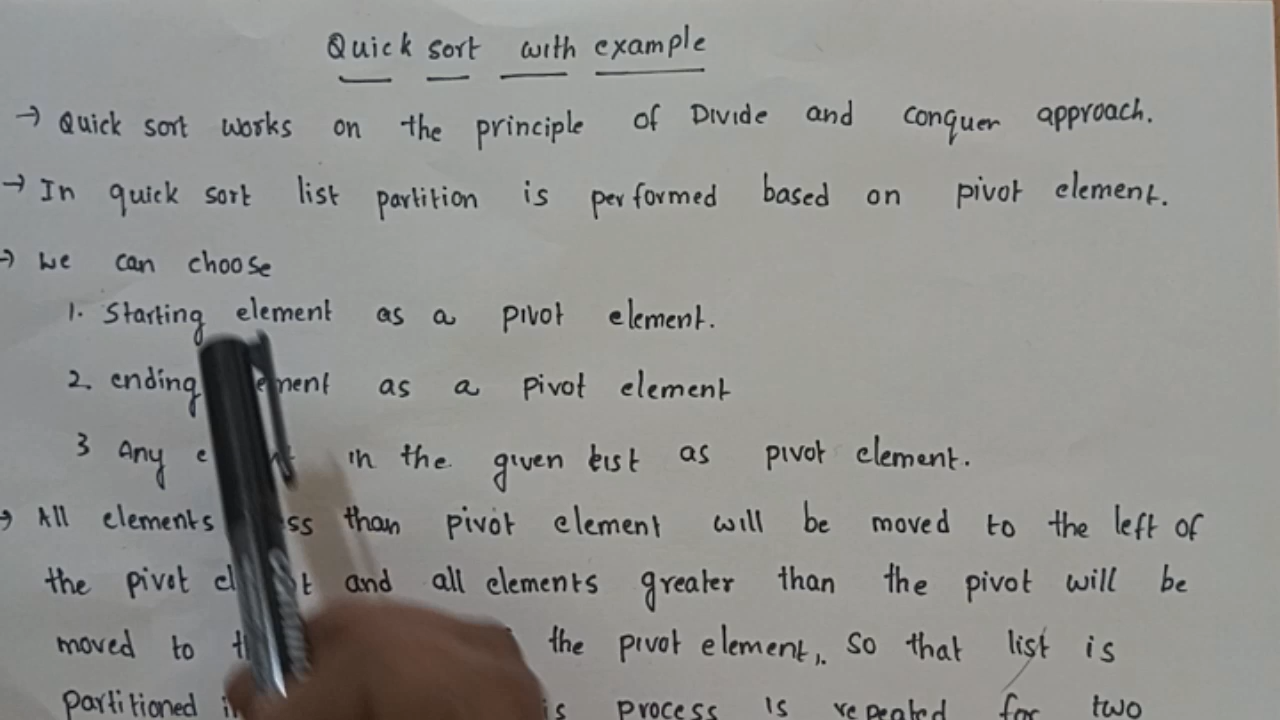 Quick sort with example
→ Quick sort works on the principle of Divide and conquer approach.
→ In quick sort list partition is performed based on pivot element.
→ We can choose
1. Starting element as a pivot element.
2. ending as a pivot element
3 Any in the given list as pivot element.
→ All elements than pivot element will be moved to the left of
the pivot and all elements greater than the pivot will be
moved to the pivot element,. So that list is
partitioned process is repeated for two